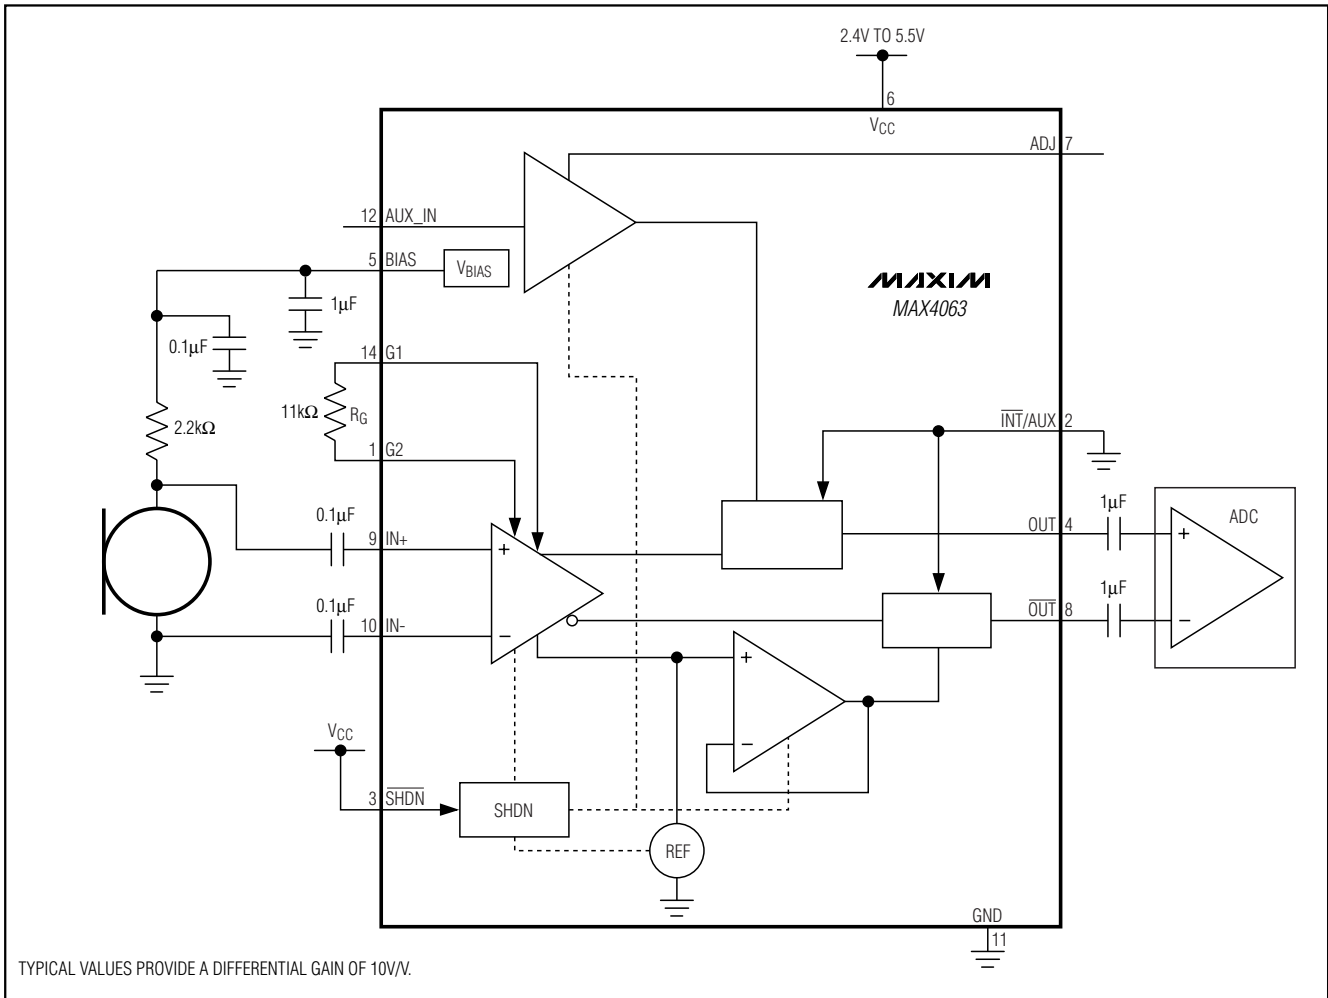 2.4V TO 5.5V
6
VCC
ADJ 7
12 AUX_IN
5 BIAS
VBIAS
MAXIM
MAX4063
1µF
0.1µF
14 G1
11kΩ RG
2.2kΩ
1 G2
INT/AUX 2
0.1µF
9 IN+
+
OUT 4
1µF
ADC
+
0.1µF
10 IN-
−
OUT 8
1µF
−
+
−
VCC
3 SHDN
SHDN
REF
GND
11
TYPICAL VALUES PROVIDE A DIFFERENTIAL GAIN OF 10V/V.